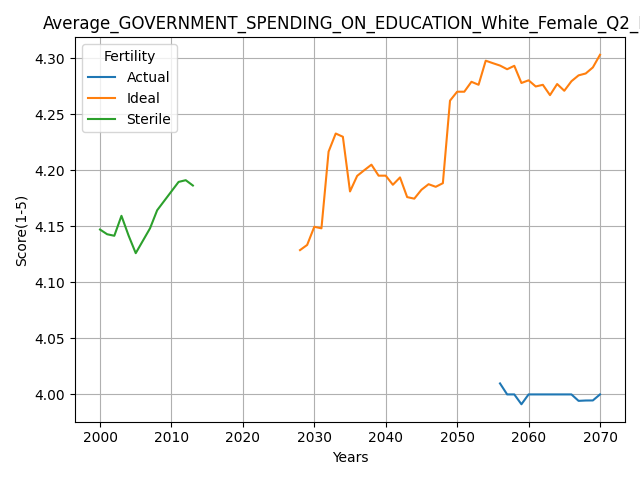 Average_GOVERNMENT_SPENDING_ON_EDUCATION_White_Female_Q2_
Fertility
Actual
Ideal
Sterile
Score(1-5)
4.30
4.25
4.20
4.15
4.10
4.05
4.00
2000 2010 2020 2030 2040 2050 2060 2070
Years